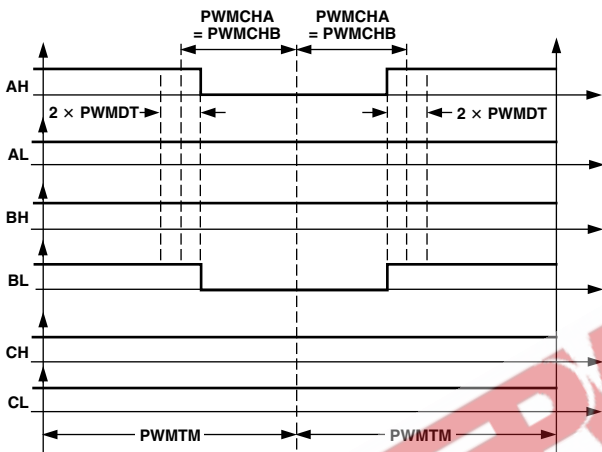 PWMCHA
= PWMCHB
PWMCHA
= PWMCHB
AH
2 × PWMDT
2 × PWMDT
AL
BH
BL
CH
CL
PWMTM
PWMTM